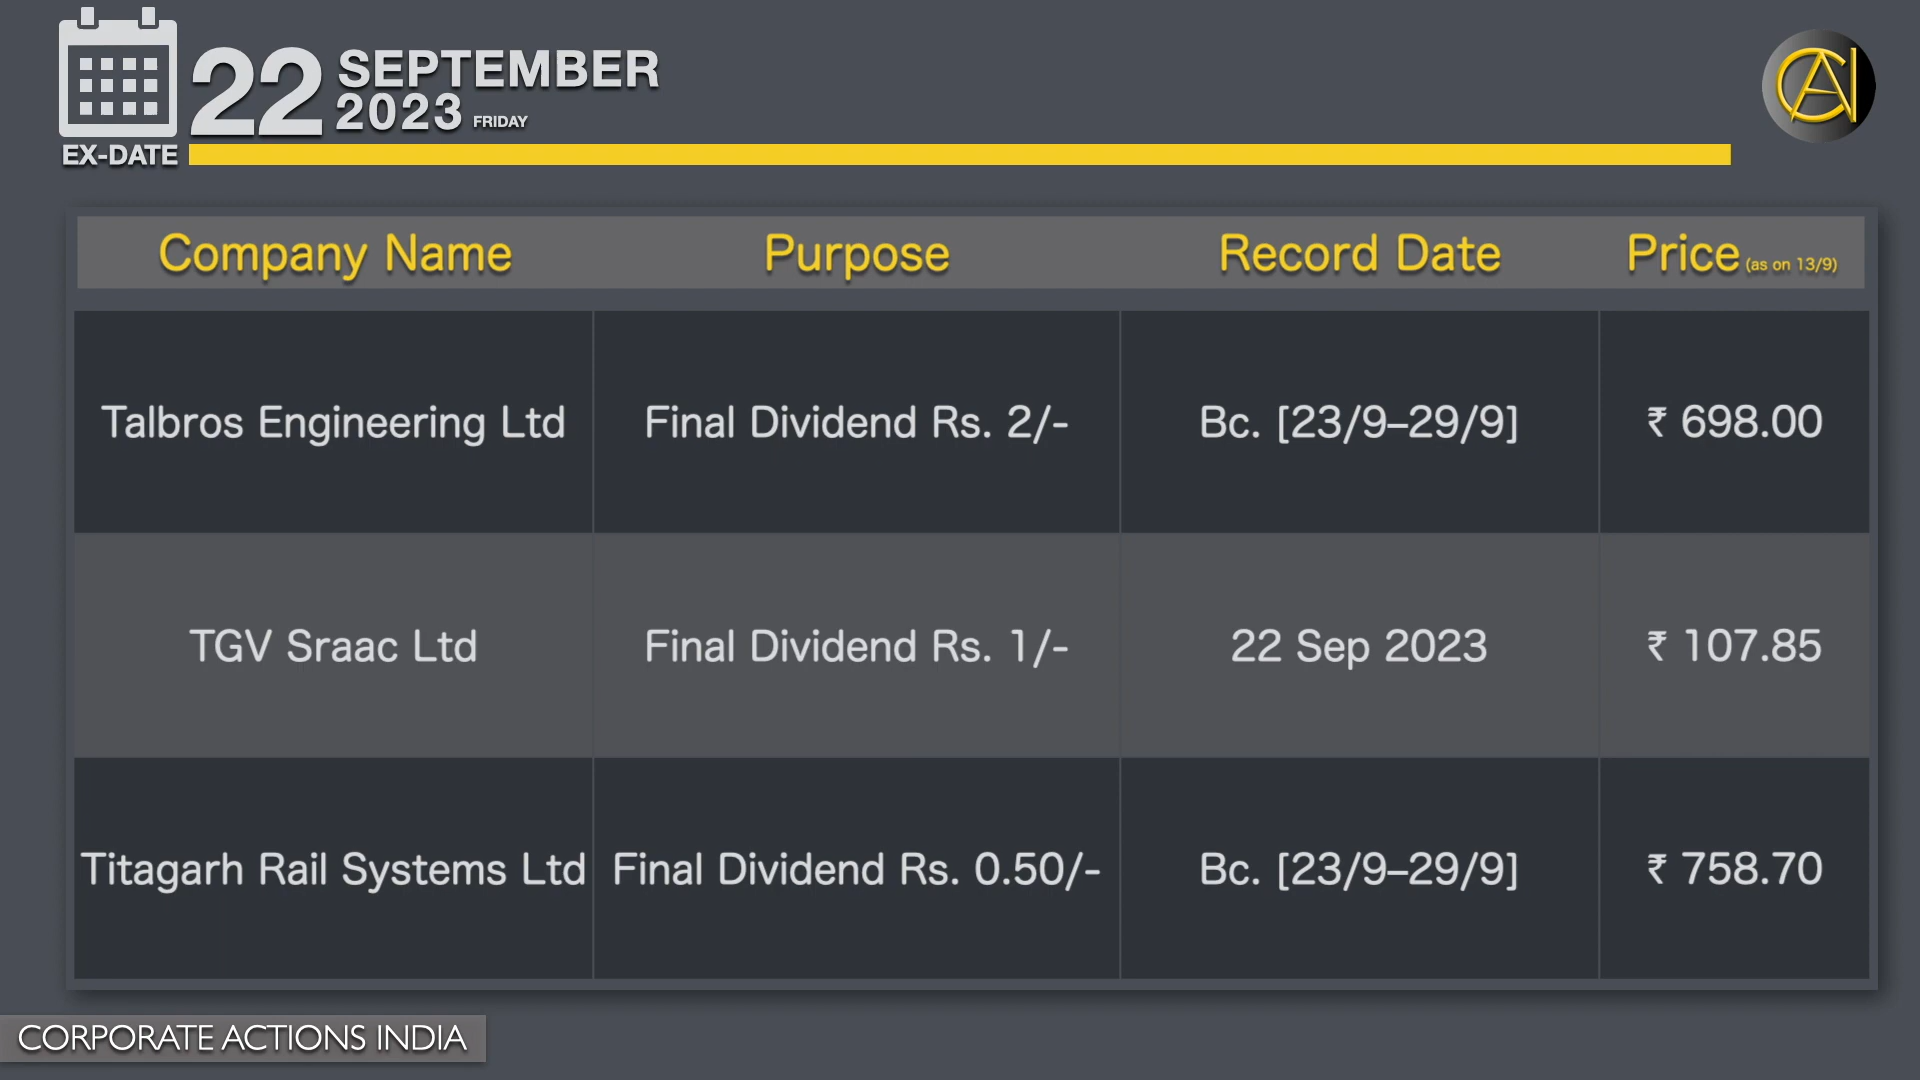 22 SEPTEMBER
2023 FRIDAY
EX-DATE
CAI
Company Name Purpose Record Date Price (as on 13/9)
Talbros Engineering Ltd Final Dividend Rs. 2/- Bc. [23/9–29/9] ₹ 698.00
TGV Sraac Ltd Final Dividend Rs. 1/- 22 Sep 2023 ₹ 107.85
Titagarh Rail Systems Ltd Final Dividend Rs. 0.50/- Bc. [23/9–29/9] ₹ 758.70
CORPORATE ACTIONS INDIA